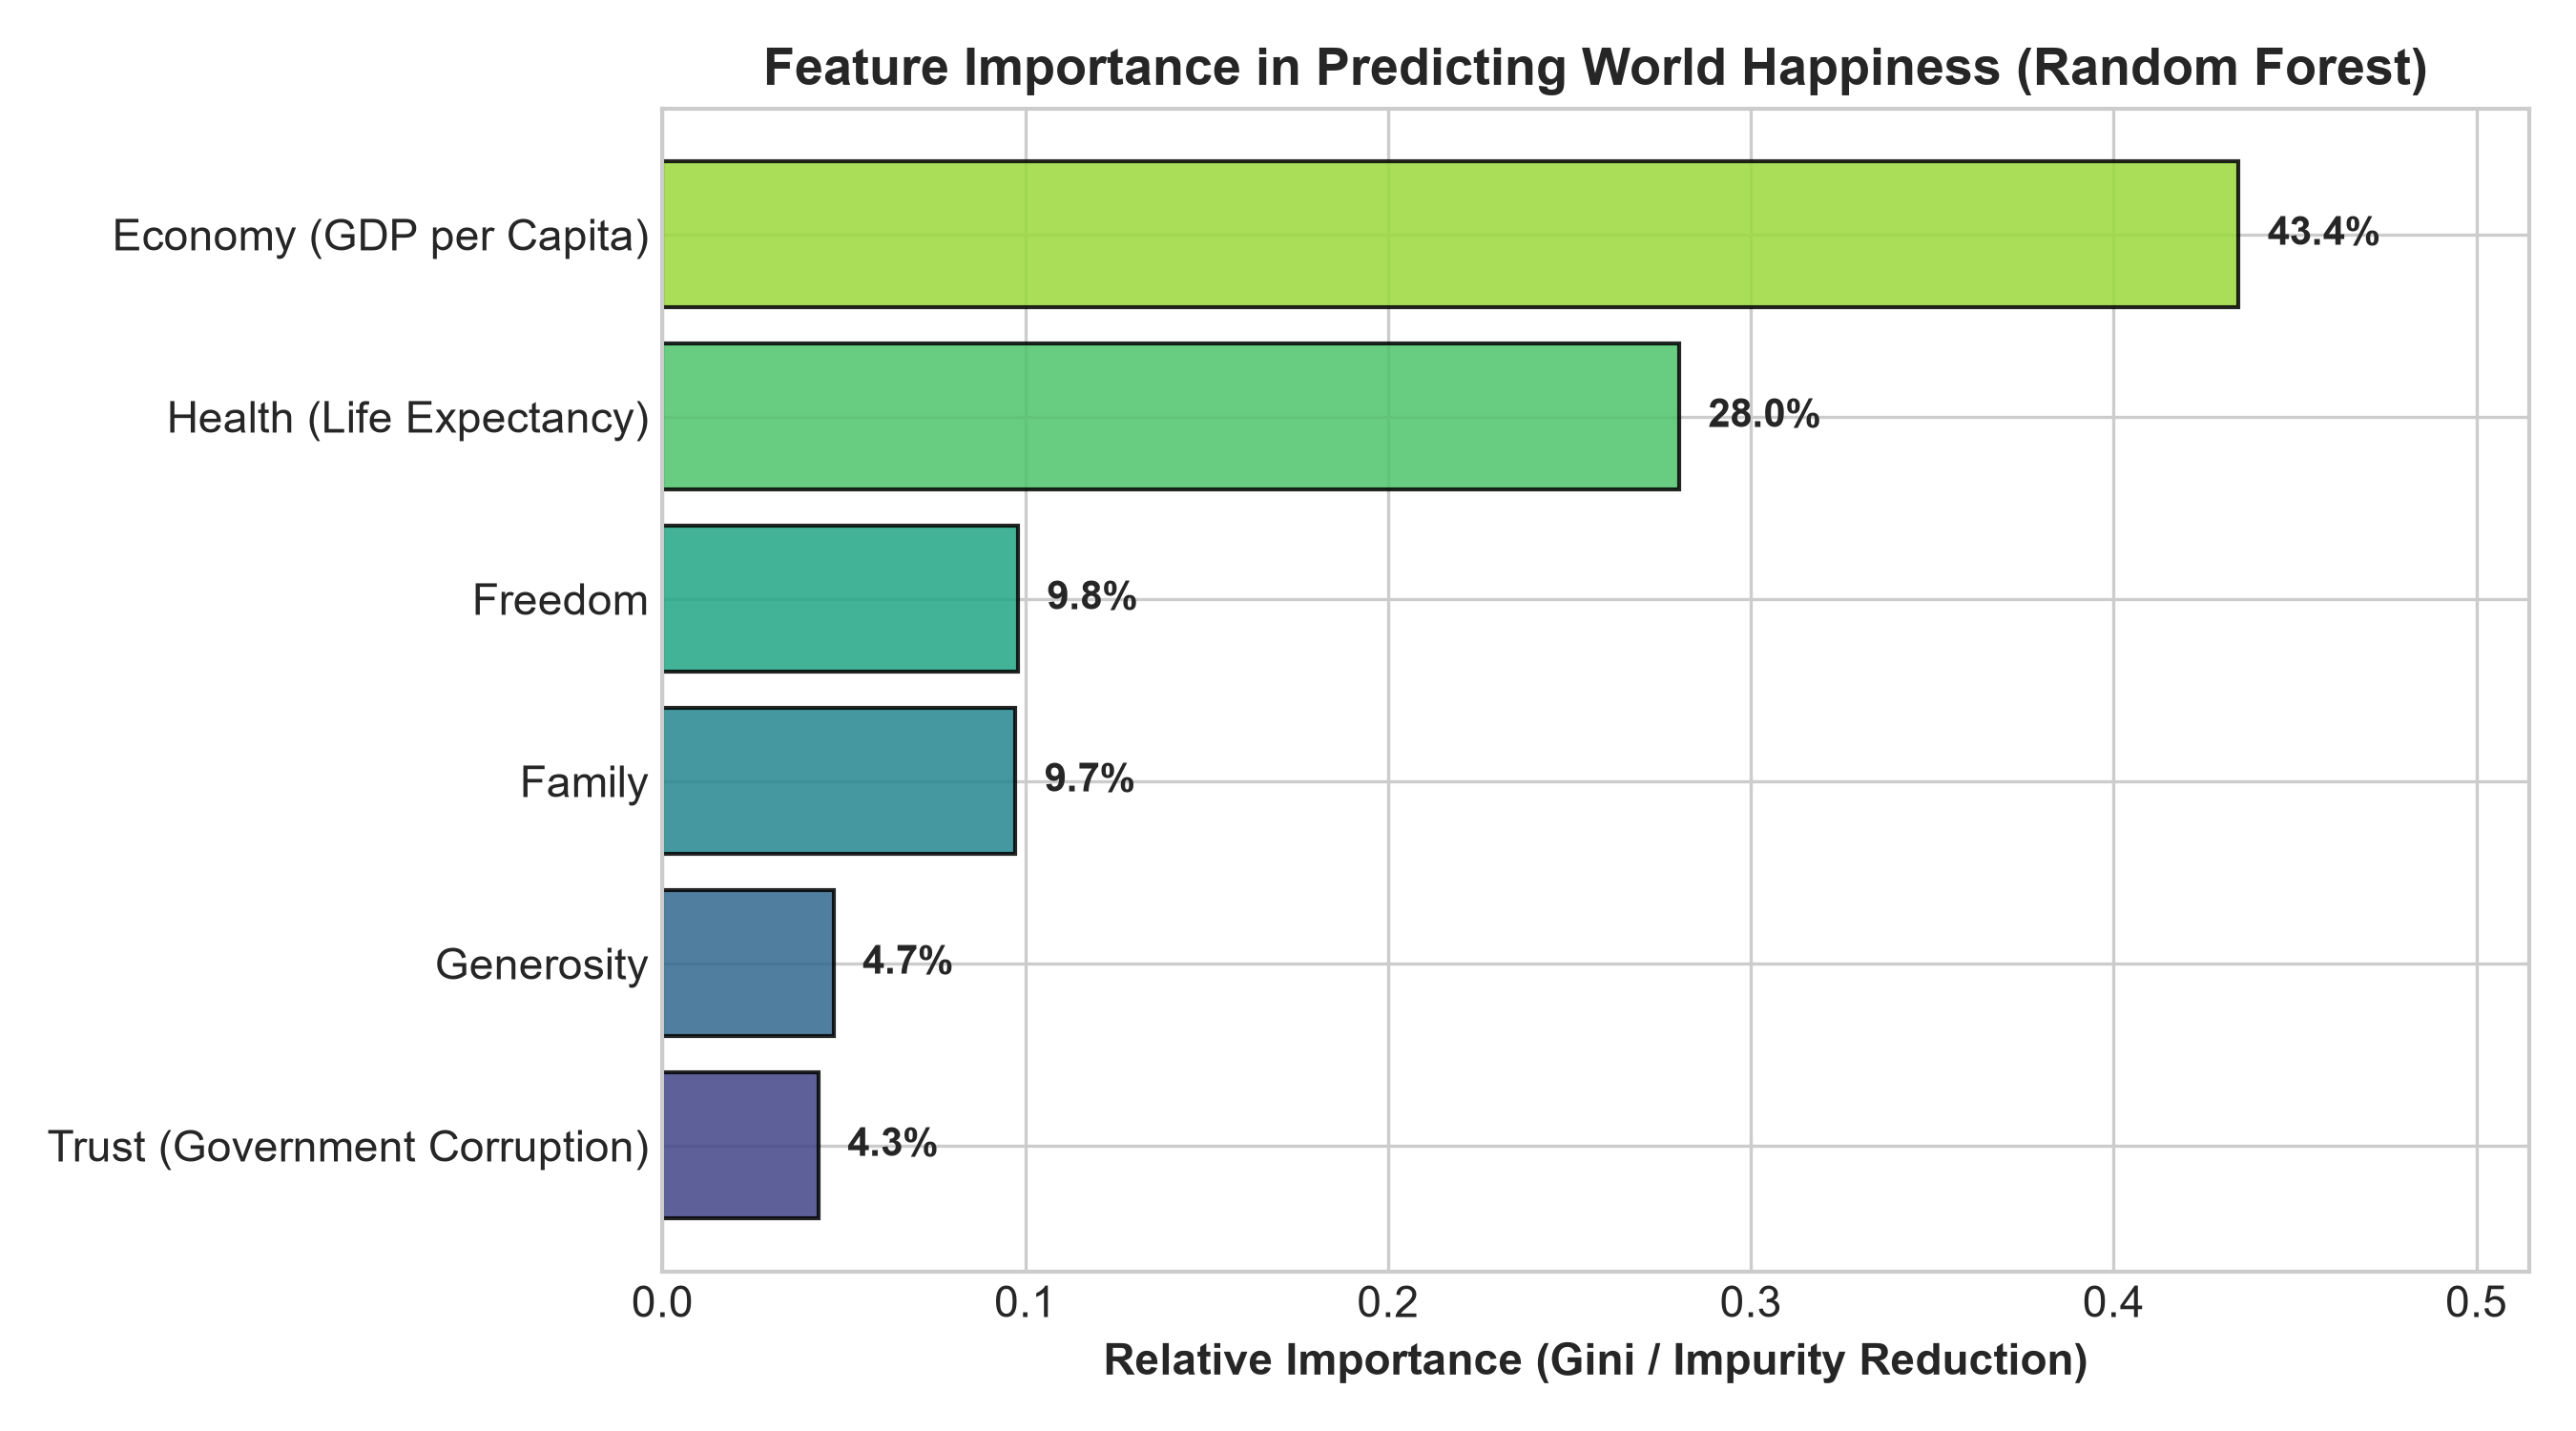 Feature Importance in Predicting World Happiness (Random Forest)
Economy (GDP per Capita)
43.4%
Health (Life Expectancy)
28.0%
Freedom
9.8%
Family
9.7%
Generosity
4.7%
Trust (Government Corruption)
4.3%
0.0 0.1 0.2 0.3 0.4 0.5
Relative Importance (Gini / Impurity Reduction)